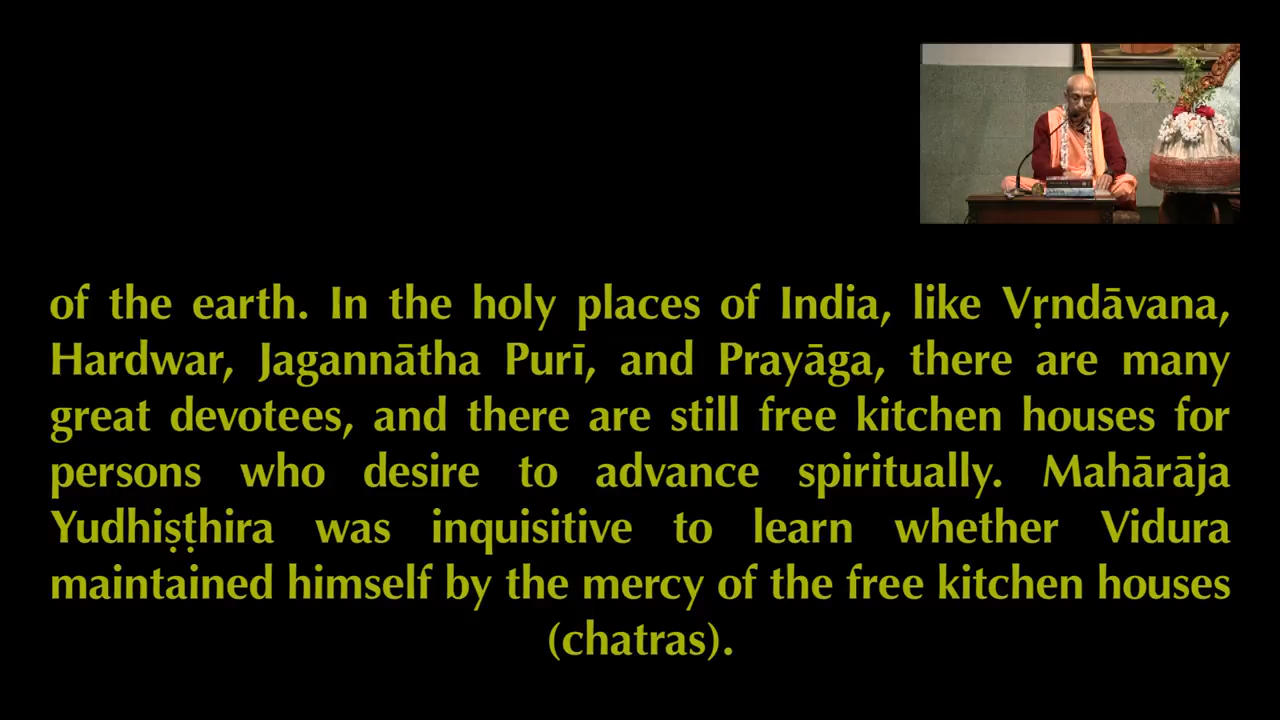 of the earth. In the holy places of India, like Vṛndāvana,
Hardwar, Jagannātha Purī, and Prayāga, there are many
great devotees, and there are still free kitchen houses for
persons who desire to advance spiritually. Mahārāja
Yudhiṣṭhira was inquisitive to learn whether Vidura
maintained himself by the mercy of the free kitchen houses
(chatras).